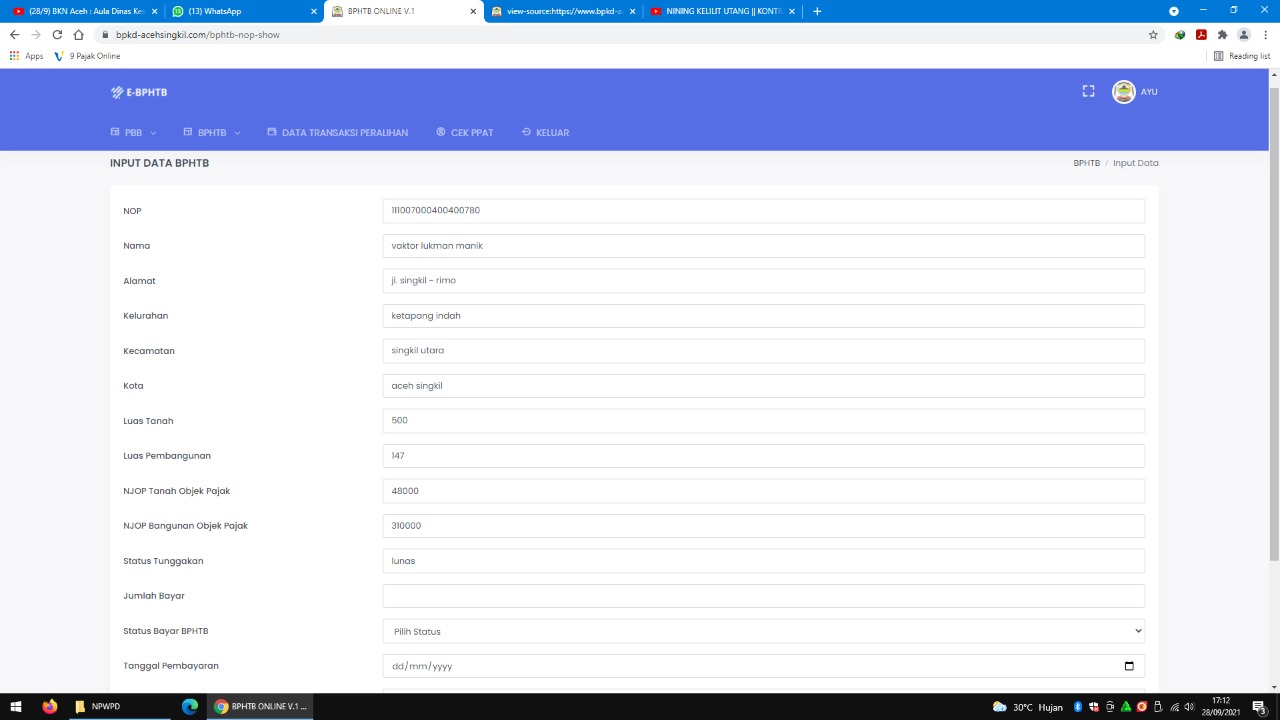 (28/9) BKN Aceh : Aula Dinas Kes
(13) WhatsApp
BPHTB ONLINE V.1
view-source:https://www.bpkd-a
NINING KELILIT UTANG || KONTR
bpkd-acehsingkil.com/bphtb-nop-show
Apps
9 Pajak Online
Reading list
E-BPHTB
AYU
PBB
BPHTB
DATA TRANSAKSI PERALIHAN
CEK PPAT
KELUAR
INPUT DATA BPHTB
BPHTB / Input Data
NOP 111007000400400780
Nama vaktor lukman manik
Alamat jl. singkil - rimo
Kelurahan ketapang indah
Kecamatan singkil utara
Kota aceh singkil
Luas Tanah 500
Luas Pembangunan 147
NJOP Tanah Objek Pajak 48000
NJOP Bangunan Objek Pajak 310000
Status Tunggakan lunas
Jumlah Bayar
Status Bayar BPHTB Pilih Status
Tanggal Pembayaran dd/mm/yyyy
NPWPD
BPHTB ONLINE V.1 ...
30°C Hujan
17:12
28/09/2021
3